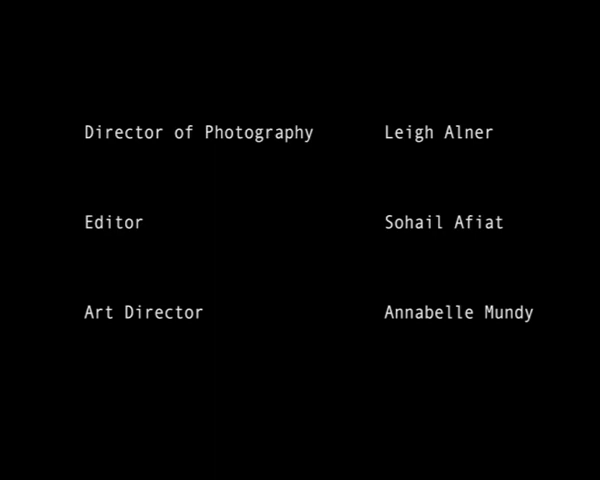 Director of Photography Leigh Alner
Editor Sohail Afiat
Art Director Annabelle Mundy